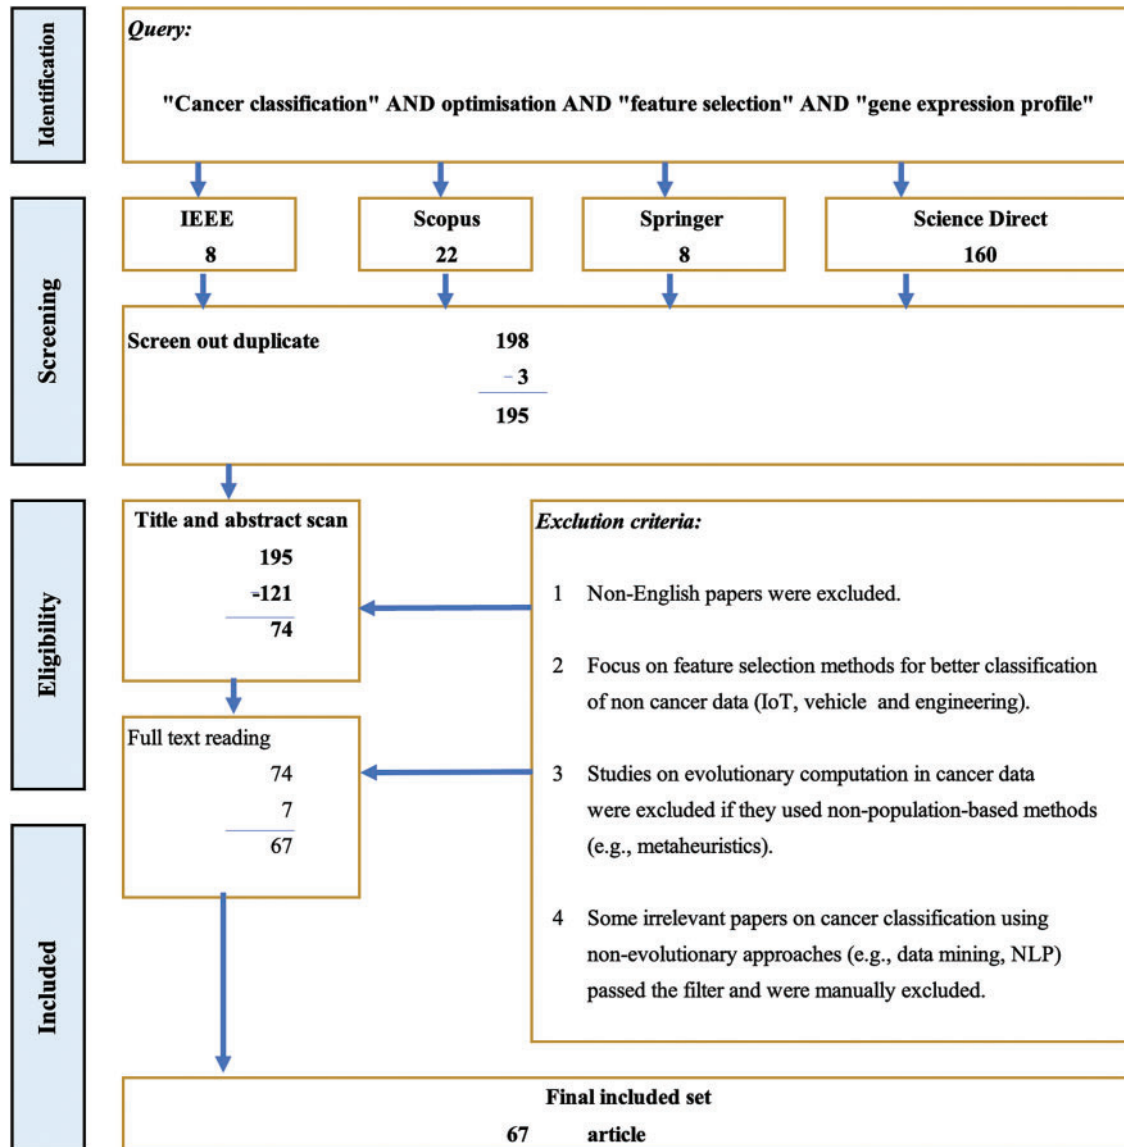 Identification
Query:
"Cancer classification" AND optimisation AND "feature selection" AND "gene expression profile"
Screening
IEEE
8
Scopus
22
Springer
8
Science Direct
160
Screen out duplicate 198
- 3
195
Eligibility
Title and abstract scan
195
-121
74
Full text reading
74
7
67
Exclution criteria:
1 Non-English papers were excluded.
2 Focus on feature selection methods for better classification
of non cancer data (IoT, vehicle and engineering).
3 Studies on evolutionary computation in cancer data
were excluded if they used non-population-based methods
(e.g., metaheuristics).
4 Some irrelevant papers on cancer classification using
non-evolutionary approaches (e.g., data mining, NLP)
passed the filter and were manually excluded.
Included
Final included set
67 article